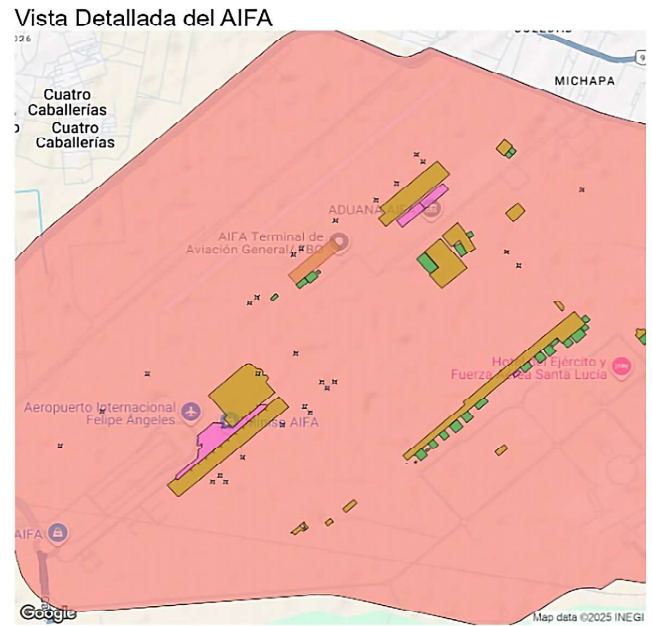 Vista Detallada del AIFA
MICHAPA
Cuatro
Caballerías
Cuatro
Caballerías
ADUANA AIFA
AIFA Terminal de
Aviación General
Hotel del Ejército y
Fuerza Aérea Santa Lucía
Aeropuerto Internacional
Felipe Ángeles
AIFA
AIFA
Google
Map data ©2025 INEGI